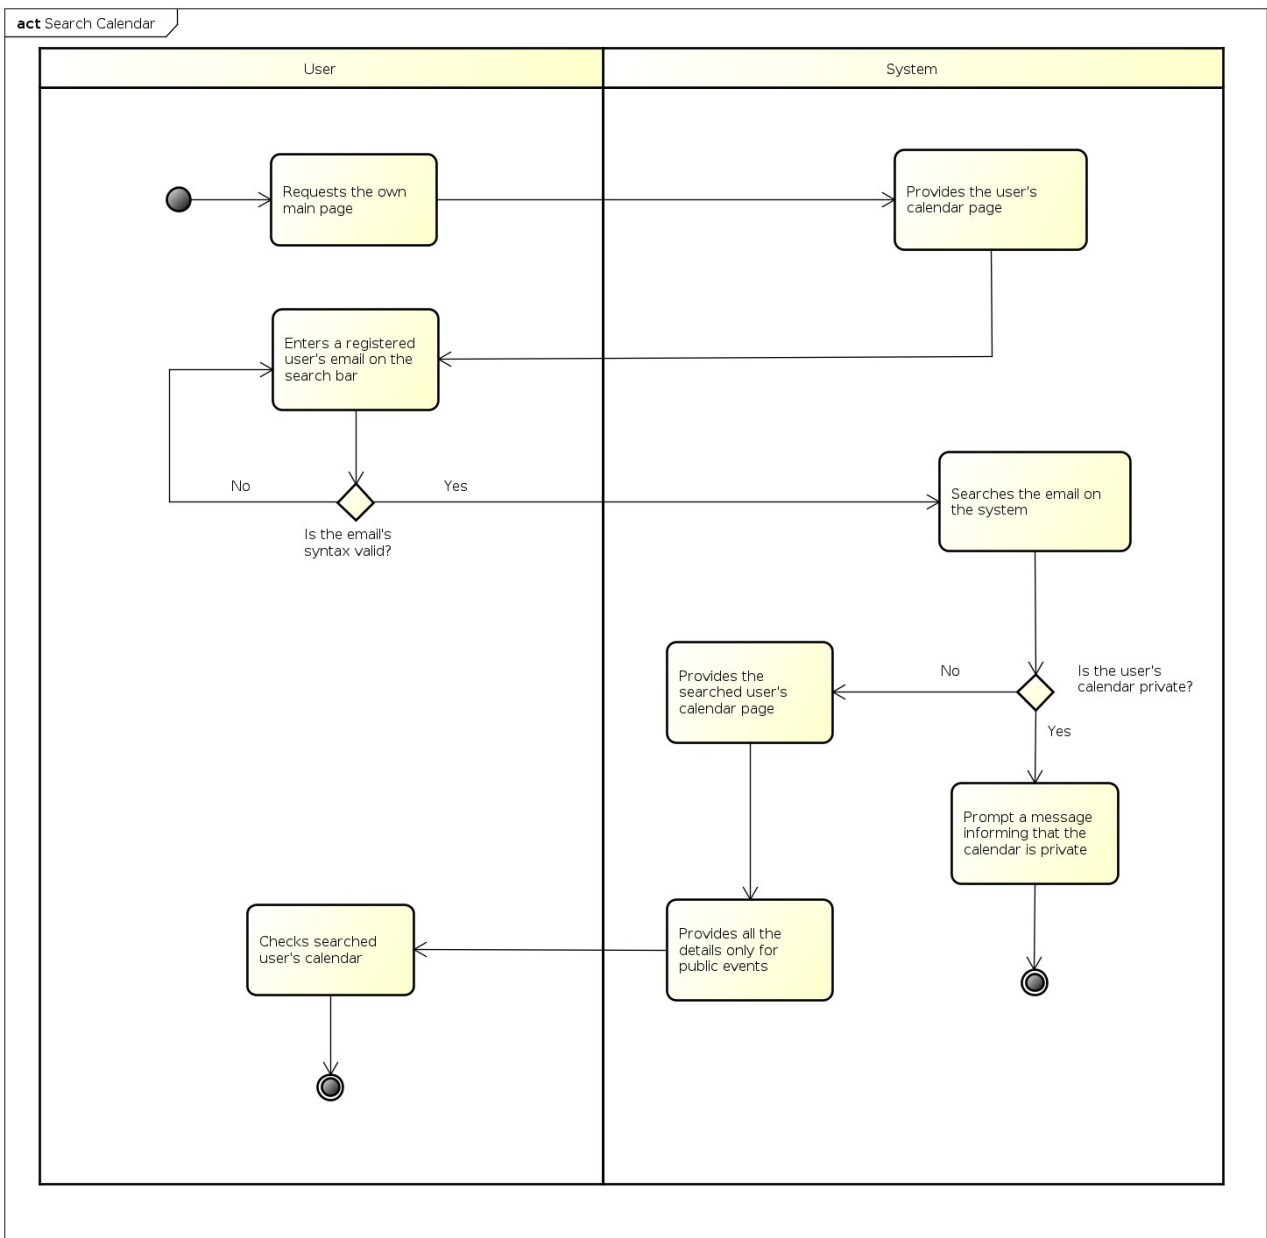 act Search Calendar
User
System
Requests the own
main page
Provides the user's
calendar page
Enters a registered
user's email on the
search bar
No
Yes
Is the email's
syntax valid?
Searches the email on
the system
Provides the
searched user's
calendar page
No
Is the user's
calendar private?
Yes
Prompt a message
informing that the
calendar is private
Checks searched
user's calendar
Provides all the
details only for
public events